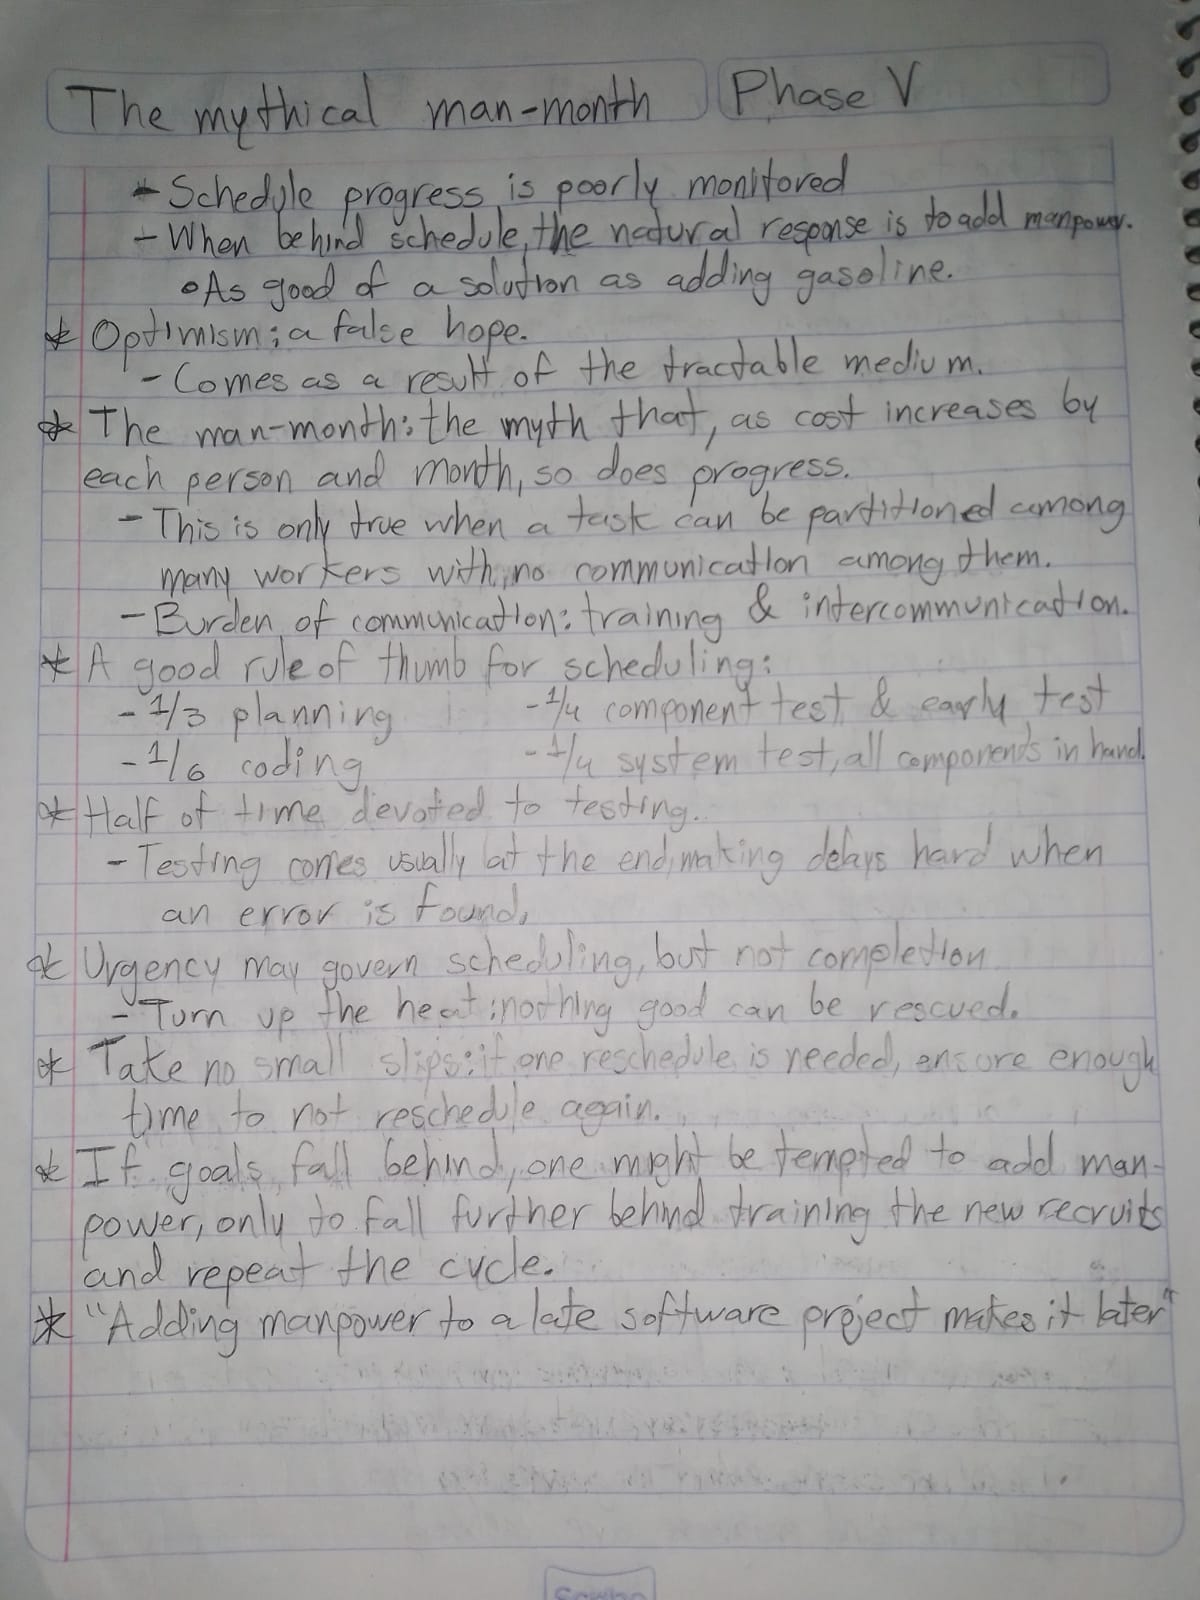 The mythical man-month Phase V
- Schedule progress is poorly monitored
- When behind schedule, the natural response is to add manpower.
• As good of a solution as adding gasoline.
* Optimism: a false hope.
- Comes as a result of the tractable medium.
* The man-month: the myth that, as cost increases by
each person and month, so does progress.
- This is only true when a task can be partitioned among
many workers with no communication among them.
- Burden of communication: training & intercommunication.
* A good rule of thumb for scheduling:
- 1/3 planning - 1/4 component test & early test
- 1/6 coding - 1/4 system test, all components in hand.
* Half of time devoted to testing.
- Testing comes usually at the end, making delays hard when
an error is found.
* Urgency may govern scheduling, but not completion
- Turn up the heat: nothing good can be rescued.
* Take no small slips: if one reschedule is needed, ensure enough
time to not reschedule again.
* If goals fall behind, one might be tempted to add man-
power, only to fall further behind training the new recruits
and repeat the cycle.
* "Adding manpower to a late software project makes it later"